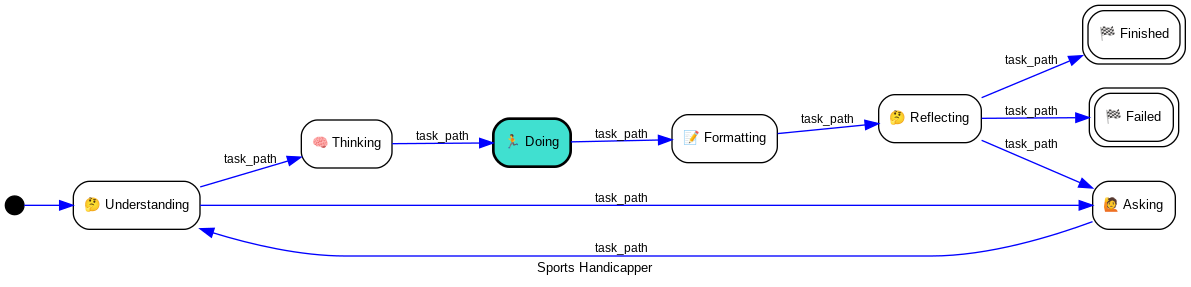 🏁 Finished
task_path
🏁 Failed
task_path
🤔 Reflecting
task_path
📝 Formatting
task_path
🏃 Doing
task_path
🧠 Thinking
task_path
task_path
🤔 Understanding
task_path
🙋 Asking
task_path
Sports Handicapper